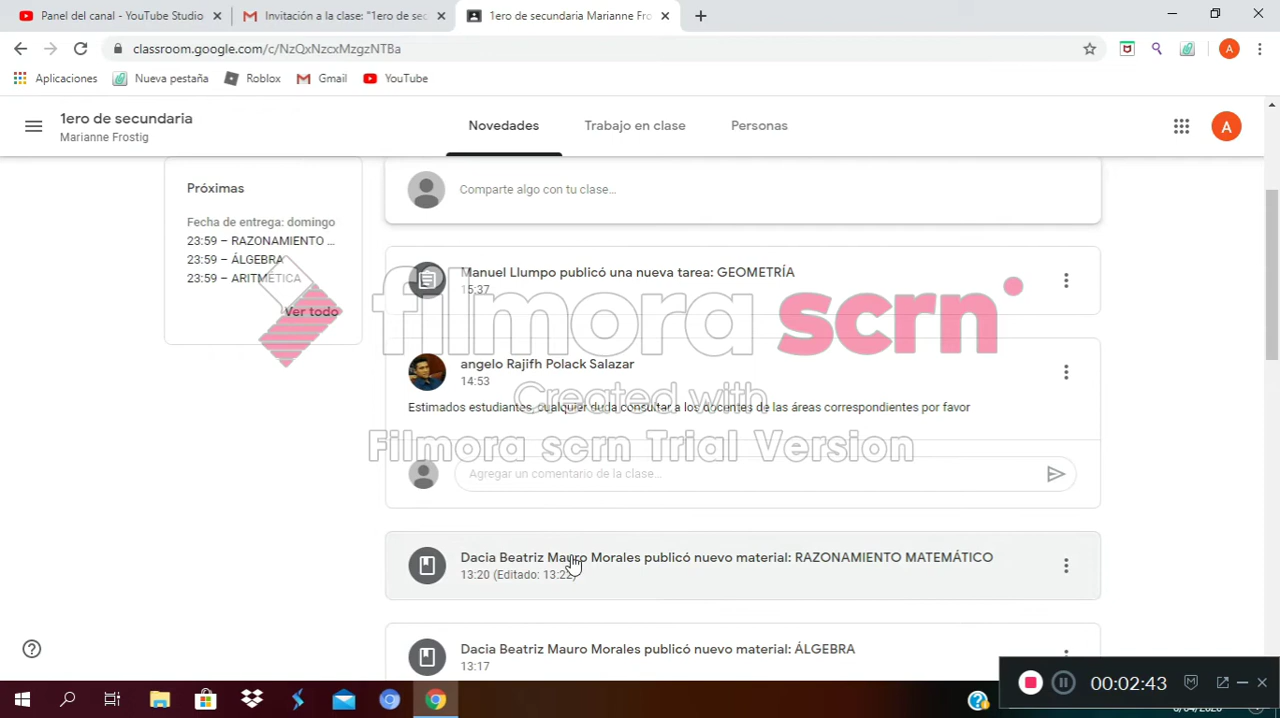 Panel del canal - YouTube Studio
Invitación a la clase: "1ero de sec
1ero de secundaria Marianne Fro
classroom.google.com/c/NzQxNzcxMzgzNTBa
A
Aplicaciones
Nueva pestaña
Roblox
Gmail
YouTube
1ero de secundaria
Marianne Frostig
Novedades
Trabajo en clase
Personas
A
Próximas
Fecha de entrega: domingo
23:59 – RAZONAMIENTO ...
23:59 – ÁLGEBRA
23:59 – ARITMÉTICA
Ver todo
Comparte algo con tu clase...
Manuel Llumpo publicó una nueva tarea: GEOMETRÍA
15:37
filmora scrn
angelo Rajifh Polack Salazar
14:53
Created with
Estimados estudiantes, cualquier duda consultar a los docentes de las áreas correspondientes por favor
Filmora scrn Trial Version
Agregar un comentario de la clase...
Dacia Beatriz Mauro Morales publicó nuevo material: RAZONAMIENTO MATEMÁTICO
13:20 (Editado: 13:22)
Dacia Beatriz Mauro Morales publicó nuevo material: ÁLGEBRA
13:17
00:02:43